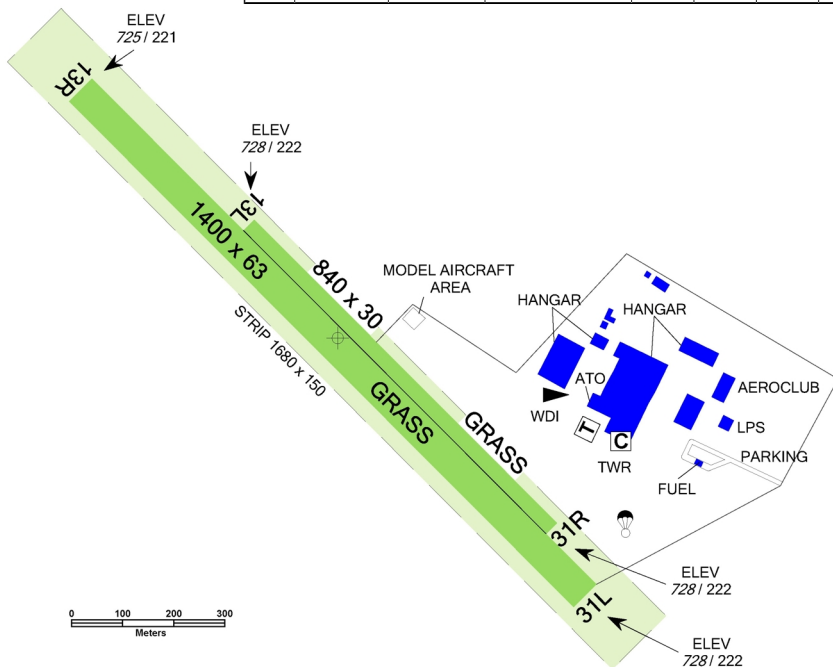 ELEV
725 / 221
13R
ELEV
728 / 222
13L
1400 x 63
840 x 30
STRIP 1680 x 150
MODEL AIRCRAFT
AREA
HANGAR
HANGAR
ATO
WDI
T
C
TWR
AEROCLUB
LPS
PARKING
FUEL
GRASS
GRASS
31R
31L
ELEV
728 / 222
ELEV
728 / 222
0 100 200 300
Meters